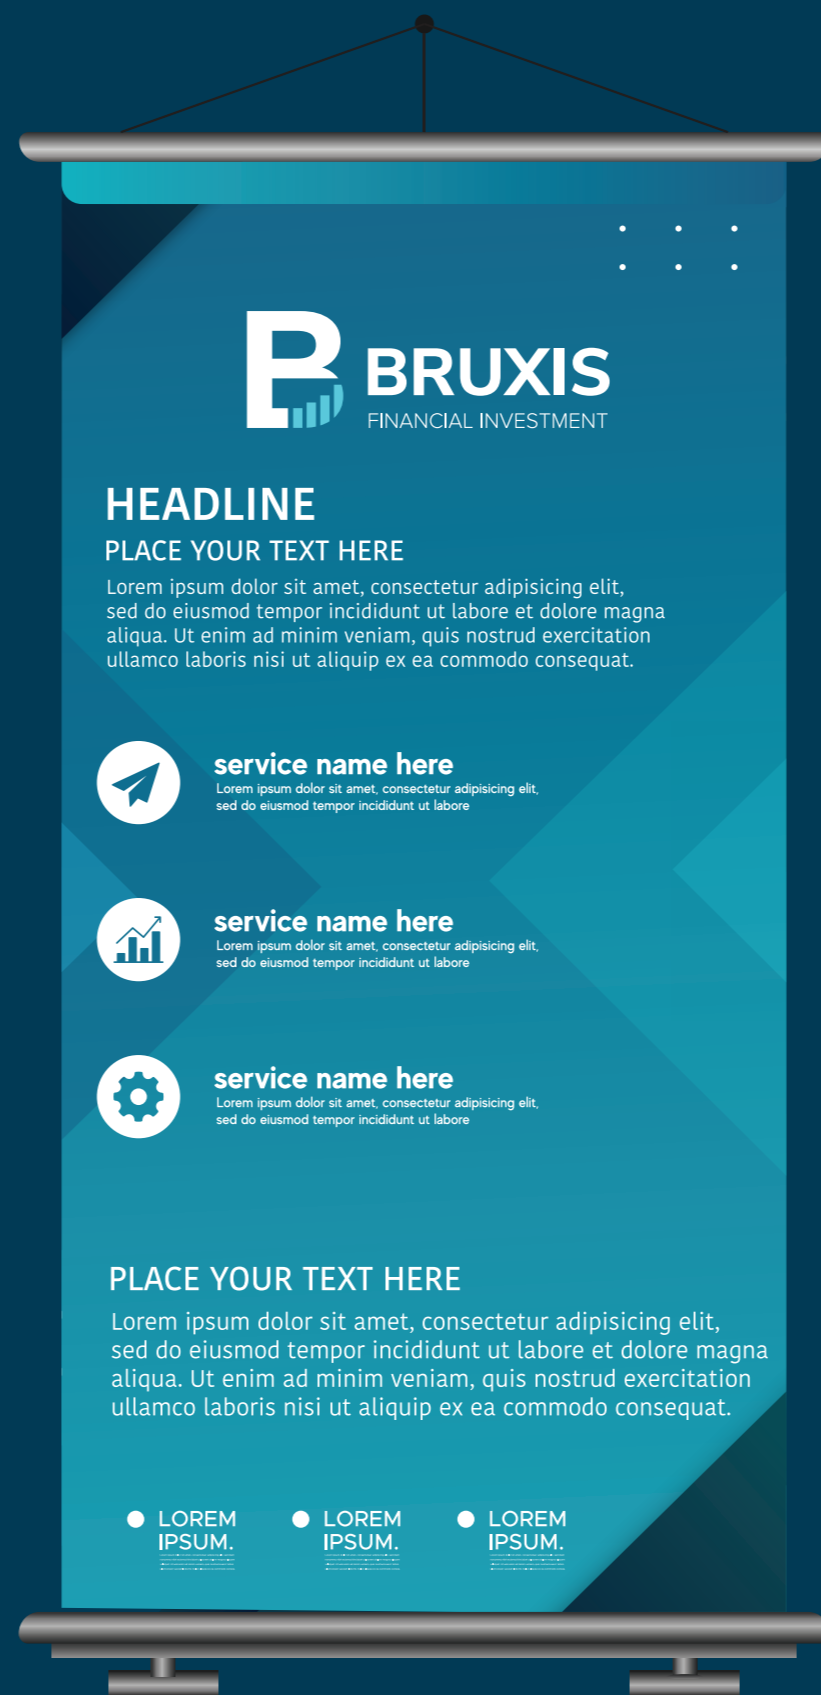 BRUXIS
FINANCIAL INVESTMENT
HEADLINE
PLACE YOUR TEXT HERE
Lorem ipsum dolor sit amet, consectetur adipisicing elit,
sed do eiusmod tempor incididunt ut labore et dolore magna
aliqua. Ut enim ad minim veniam, quis nostrud exercitation
ullamco laboris nisi ut aliquip ex ea commodo consequat.
service name here
Lorem ipsum dolor sit amet, consectetur adipisicing elit,
sed do eiusmod tempor incididunt ut labore
service name here
Lorem ipsum dolor sit amet, consectetur adipisicing elit,
sed do eiusmod tempor incididunt ut labore
service name here
Lorem ipsum dolor sit amet, consectetur adipisicing elit,
sed do eiusmod tempor incididunt ut labore
PLACE YOUR TEXT HERE
Lorem ipsum dolor sit amet, consectetur adipisicing elit,
sed do eiusmod tempor incididunt ut labore et dolore magna
aliqua. Ut enim ad minim veniam, quis nostrud exercitation
ullamco laboris nisi ut aliquip ex ea commodo consequat.
LOREM
IPSUM.
LOREM
IPSUM.
LOREM
IPSUM.